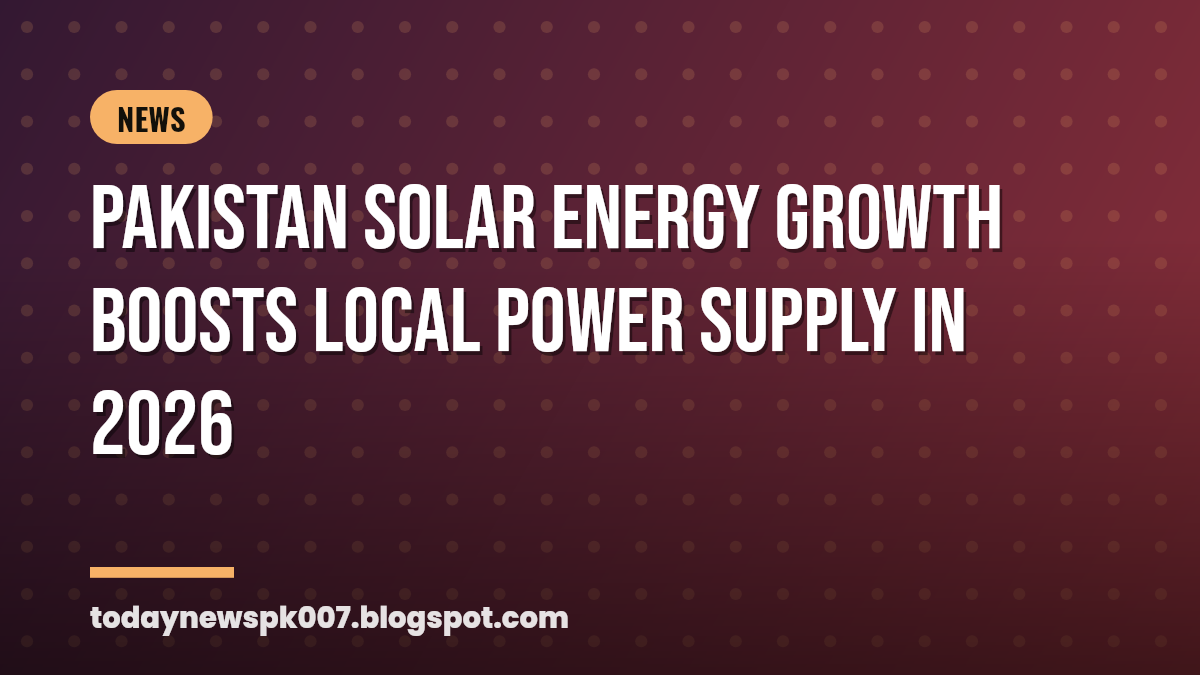 NEWS
PAKISTAN SOLAR ENERGY GROWTH
BOOSTS LOCAL POWER SUPPLY IN
2026
todaynewspk007.blogspot.com